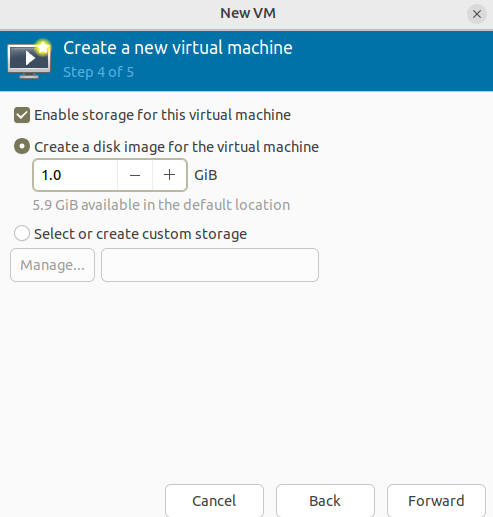 New VM
Create a new virtual machine
Step 4 of 5
Enable storage for this virtual machine
Create a disk image for the virtual machine
1.0 − + GiB
5.9 GiB available in the default location
Select or create custom storage
Manage...
Cancel Back Forward